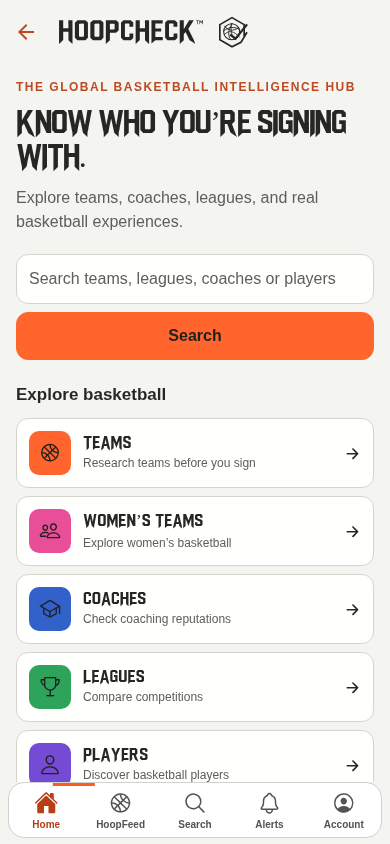 HOOPCHECK™
THE GLOBAL BASKETBALL INTELLIGENCE HUB
KNOW WHO YOU’RE SIGNING
WITH.
Explore teams, coaches, leagues, and real
basketball experiences.
Search teams, leagues, coaches or players
Search
Explore basketball
TEAMS
Research teams before you sign
WOMEN’S TEAMS
Explore women’s basketball
COACHES
Check coaching reputations
LEAGUES
Compare competitions
PLAYERS
Discover basketball players
Home
HoopFeed
Search
Alerts
Account